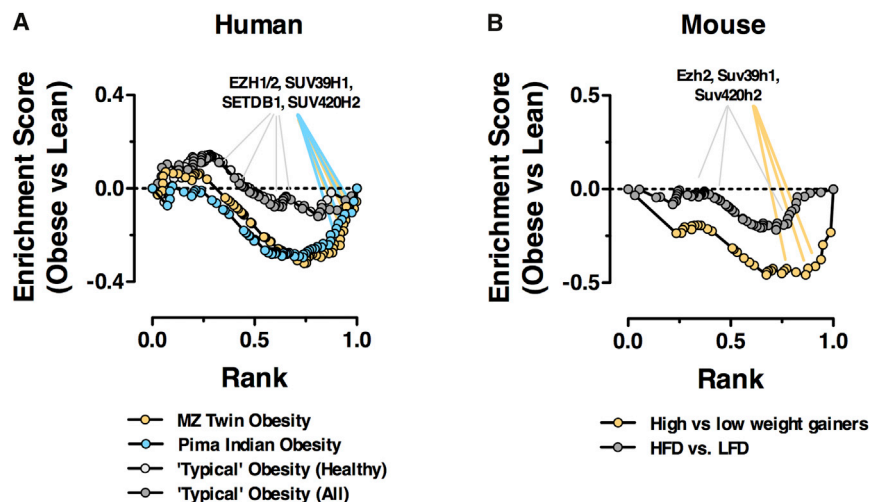 A
Human
Enrichment Score
(Obese vs Lean)
0.4
0.0
-0.4
EZH1/2, SUV39H1,
SETDB1, SUV420H2
0.0 0.5 1.0
Rank
MZ Twin Obesity
Pima Indian Obesity
'Typical' Obesity (Healthy)
'Typical' Obesity (All)
B
Mouse
Enrichment Score
(Obese vs Lean)
0.5
0.0
-0.5
Ezh2, Suv39h1,
Suv420h2
0.0 0.5 1.0
Rank
High vs low weight gainers
HFD vs. LFD